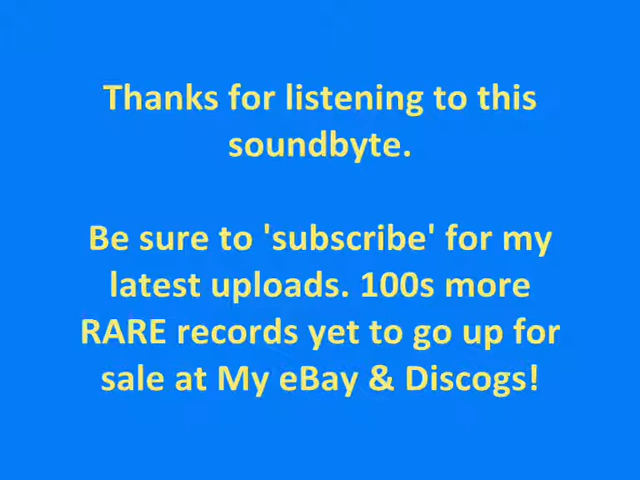 Thanks for listening to this
soundbyte.
Be sure to 'subscribe' for my
latest uploads. 100s more
RARE records yet to go up for
sale at My eBay & Discogs!